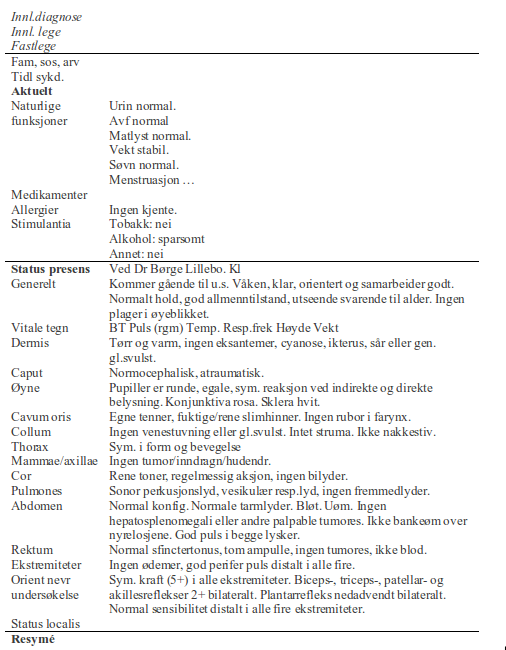 Innl.diagnose
Innl. lege
Fastlege
Fam, sos, arv
Tidl sykd.
Aktuelt
Naturlige Urin normal.
funksjoner Avf normal
Matlyst normal.
Vekt stabil.
Søvn normal.
Menstruasjon …
Medikamenter
Allergier Ingen kjente.
Stimulantia Tobakk: nei
Alkohol: sparsomt
Annet: nei
Status presens Ved Dr Børge Lillebo. Kl
Generelt Kommer gående til u.s. Våken, klar, orientert og samarbeider godt.
Normalt hold, god allmenntilstand, utseende svarende til alder. Ingen
plager i øyeblikket.
Vitale tegn BT Puls (rgm) Temp. Resp.frek Høyde Vekt
Dermis Tørr og varm, ingen eksantemer, cyanose, ikterus, sår eller gen.
gl.svulst.
Caput Normocephalisk, atraumatisk.
Øyne Pupiller er runde, egale, sym. reaksjon ved indirekte og direkte
belysning. Konjunktiva rosa. Sklera hvit.
Cavum oris Egne tenner, fuktige/rene slimhinner. Ingen rubor i farynx.
Collum Ingen venestuvning eller gl.svulst. Intet struma. Ikke nakkestiv.
Thorax Sym. i form og bevegelse
Mammae/axillae Ingen tumor/inndragn/hudendr.
Cor Rene toner, regelmessig aksjon, ingen bilyder.
Pulmones Sonor perkusjonslyd, vesikulær resp.lyd, ingen fremmedlyder.
Abdomen Normal konfig. Normale tarmlyder. Bløt. Uøm. Ingen
hepatosplenomegali eller andre palpable tumores. Ikke bankeøm over
nyrelosjene. God puls i begge lysker.
Rektum Normal sfinctertonus, tom ampulle, ingen tumores, ikke blod.
Ekstremiteter Ingen ødemer, god perifer puls distalt i alle fire.
Orient nevr Sym. kraft (5+) i alle ekstremiteter. Biceps-, triceps-, patellar- og
undersøkelse akillesreflekser 2+ bilateralt. Plantarrefleks nedadvendt bilateralt.
Normal sensibilitet distalt i alle fire ekstremiteter.
Status localis
Resymé